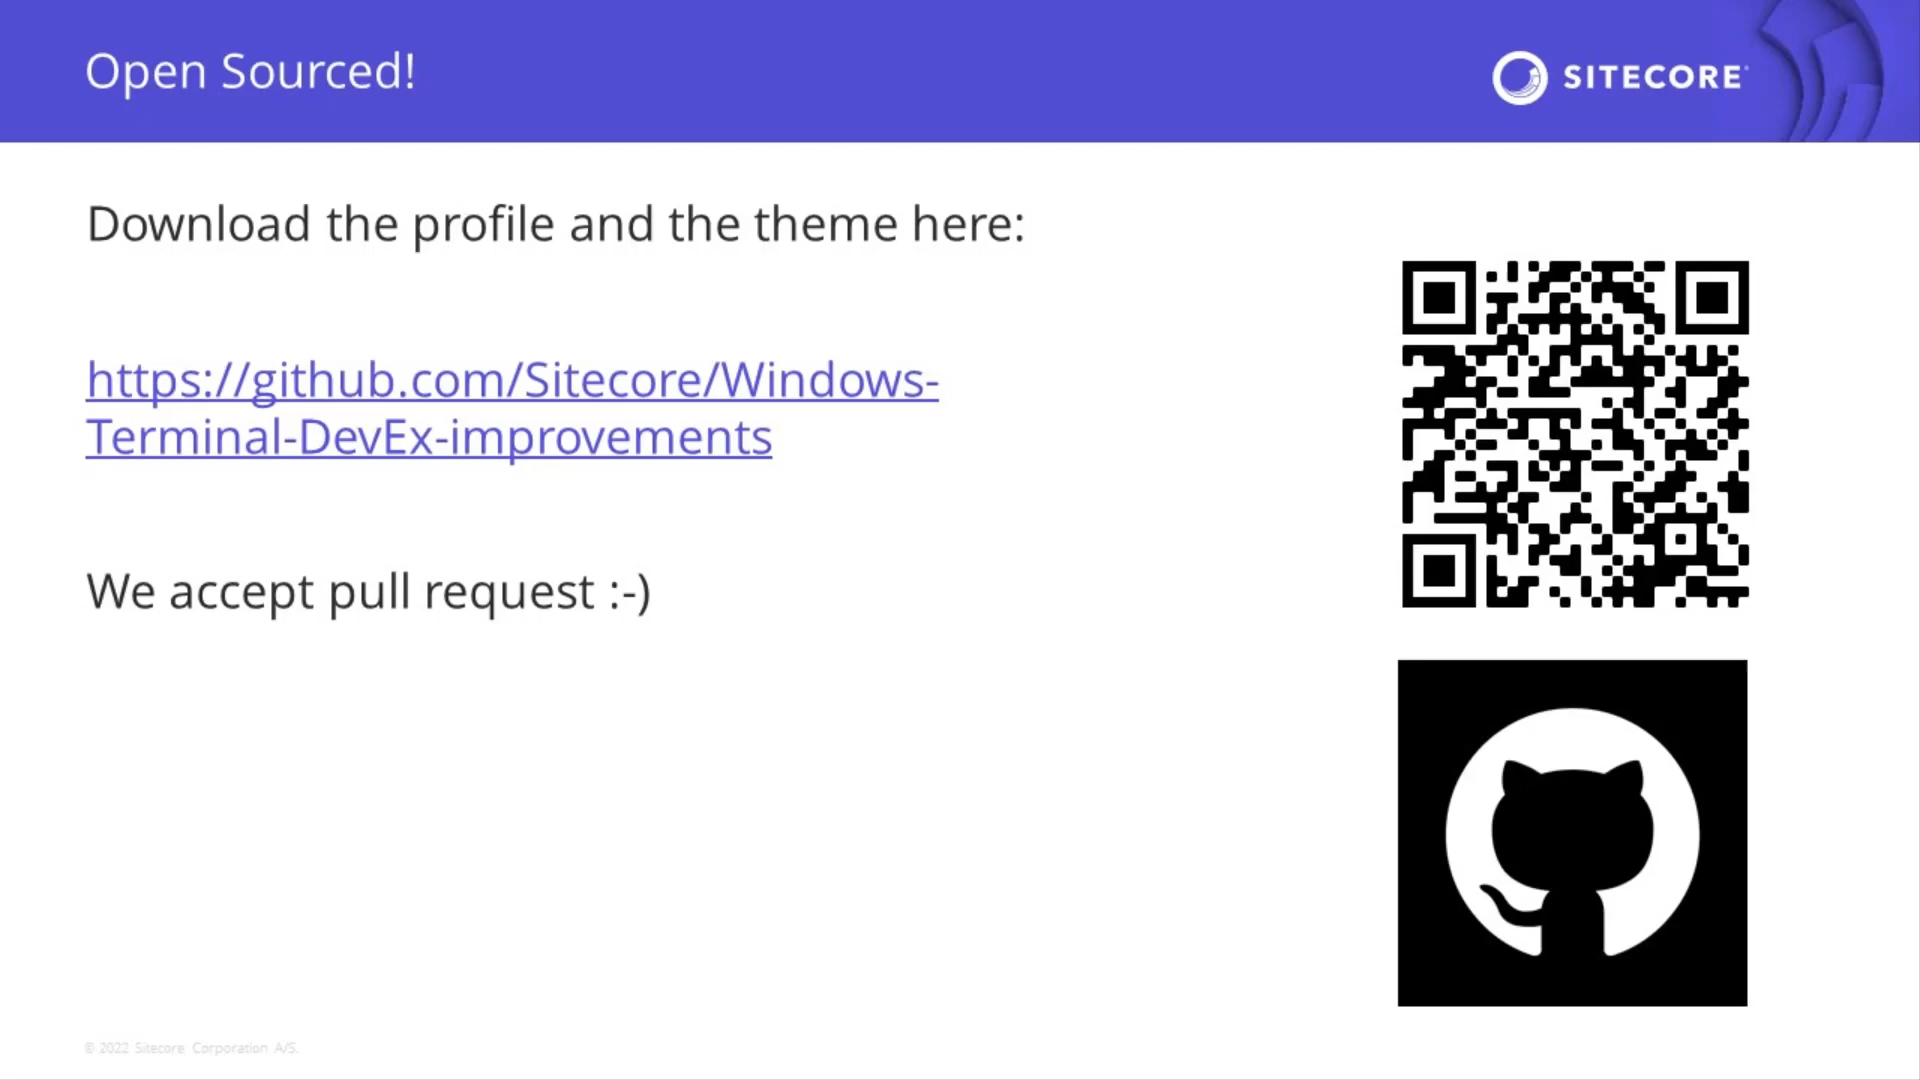 Open Sourced!
SITECORE
Download the profile and the theme here:
https://github.com/Sitecore/Windows-
Terminal-DevEx-improvements
We accept pull request :-)
© 2022 Sitecore Corporation A/S.